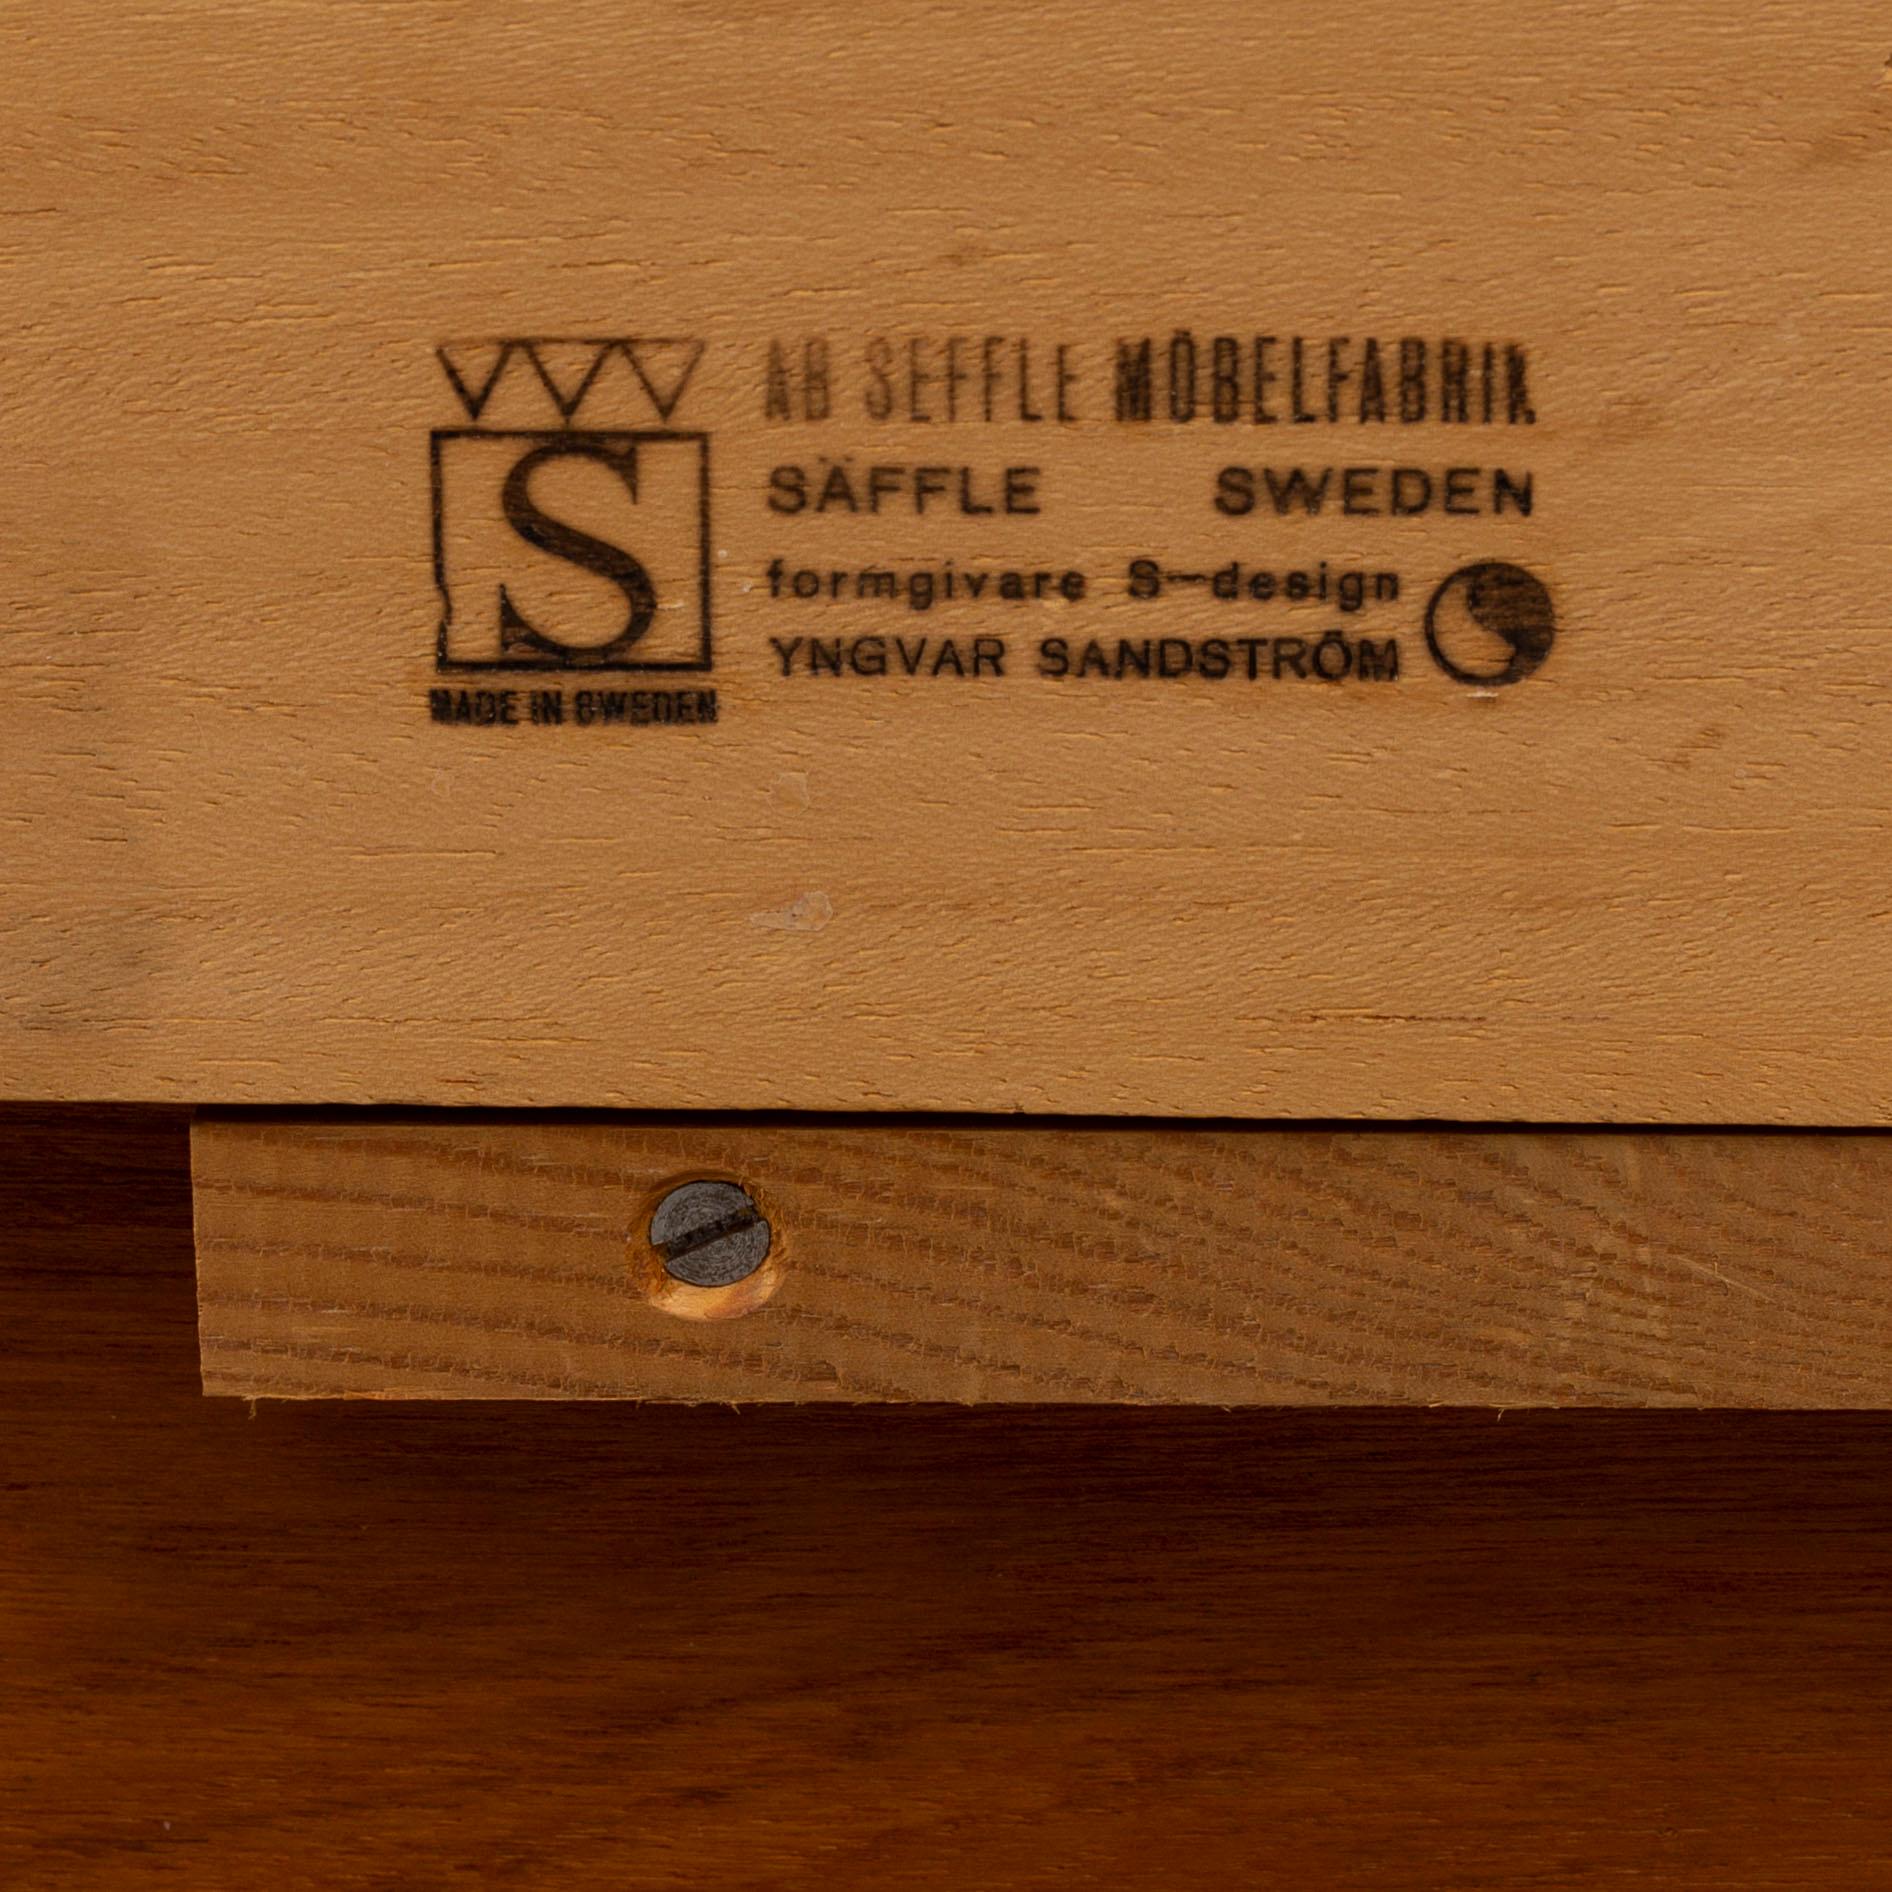 S
MADE IN SWEDEN
AB SEFFLE MÖBELFABRIK
SÄFFLE SWEDEN
formgivare S-design
YNGVAR SANDSTRÖM